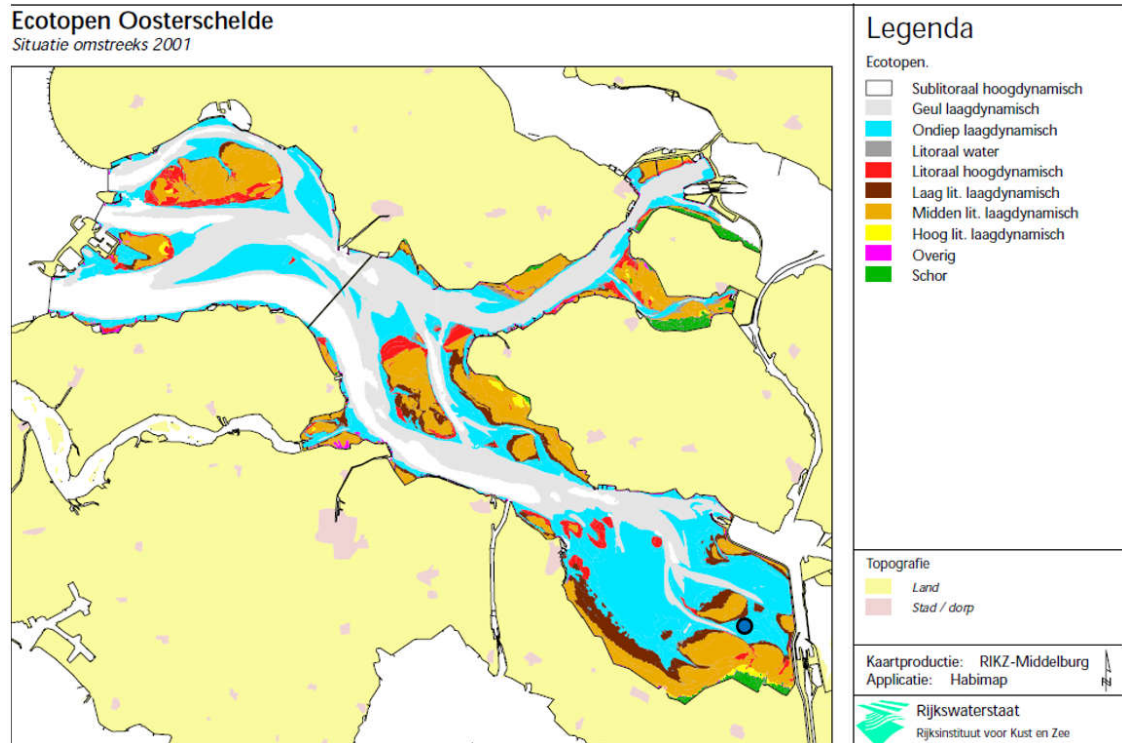 Ecotopen Oosterschelde
Situatie omstreeks 2001
Legenda
Ecotopen.
Sublitoraal hoogdynamisch
Geul laagdynamisch
Ondiep laagdynamisch
Litoraal water
Litoraal hoogdynamisch
Laag lit. laagdynamisch
Midden lit. laagdynamisch
Hoog lit. laagdynamisch
Overig
Schor
Topografie
Land
Stad / dorp
Kaartproductie: RIKZ-Middelburg
Applicatie: Habimap
N
Rijkswaterstaat
Rijksinstituut voor Kust en Zee